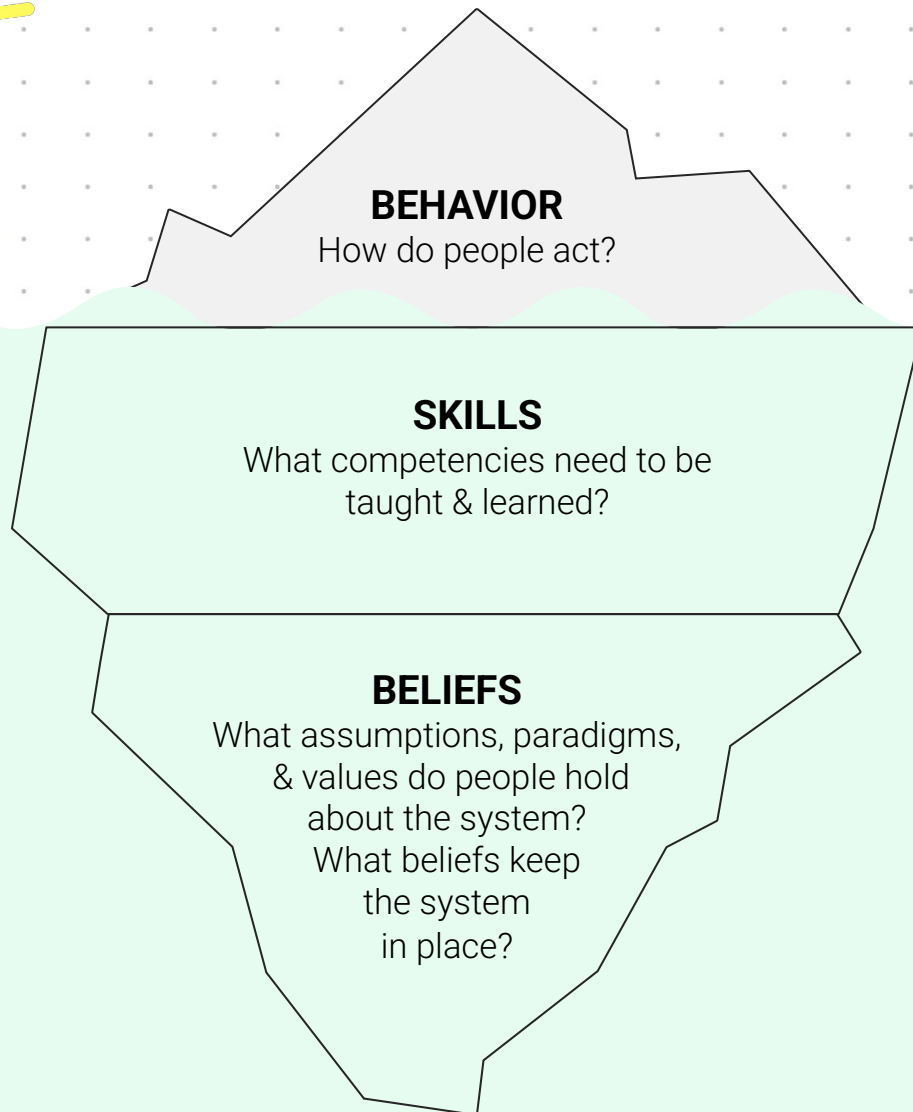 BEHAVIOR
How do people act?
SKILLS
What competencies need to be
taught & learned?
BELIEFS
What assumptions, paradigms,
& values do people hold
about the system?
What beliefs keep
the system
in place?